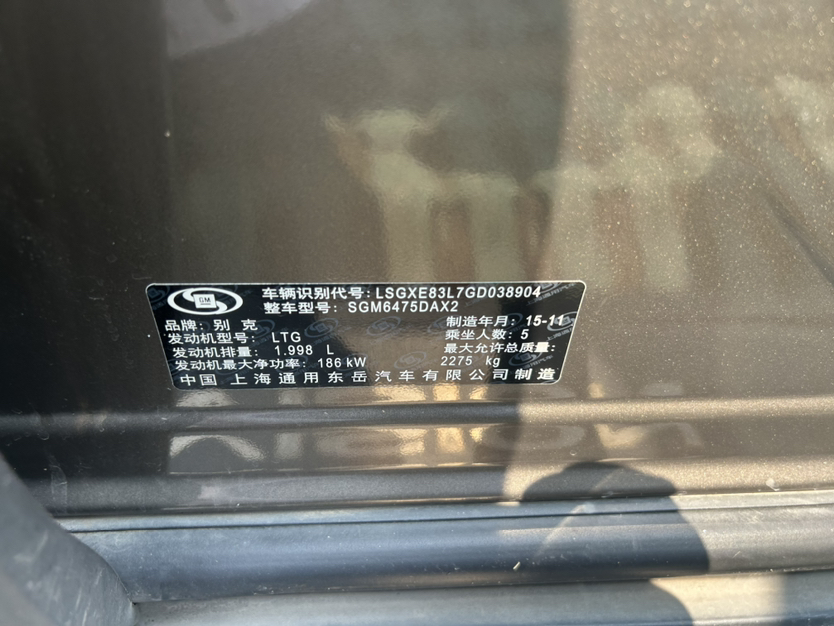 GM
车辆识别代号: LSGXE83L7GD038904
整车型号: SGM6475DAX2
品牌: 别 克 制造年月: 15-11
发动机型号: LTG 乘坐人数: 5
发动机排量: 1.998 L 最大允许总质量:
发动机最大净功率: 186 kW 2275 kg
中国 上海通用东岳汽车有限公司制造